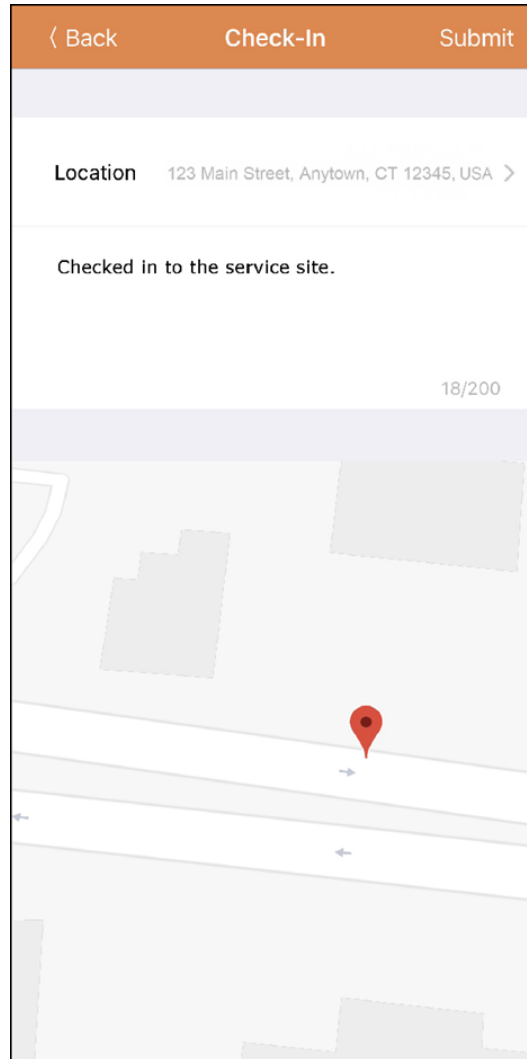 〈 Back Check-In Submit
Location 123 Main Street, Anytown, CT 12345, USA >
Checked in to the service site.
18/200